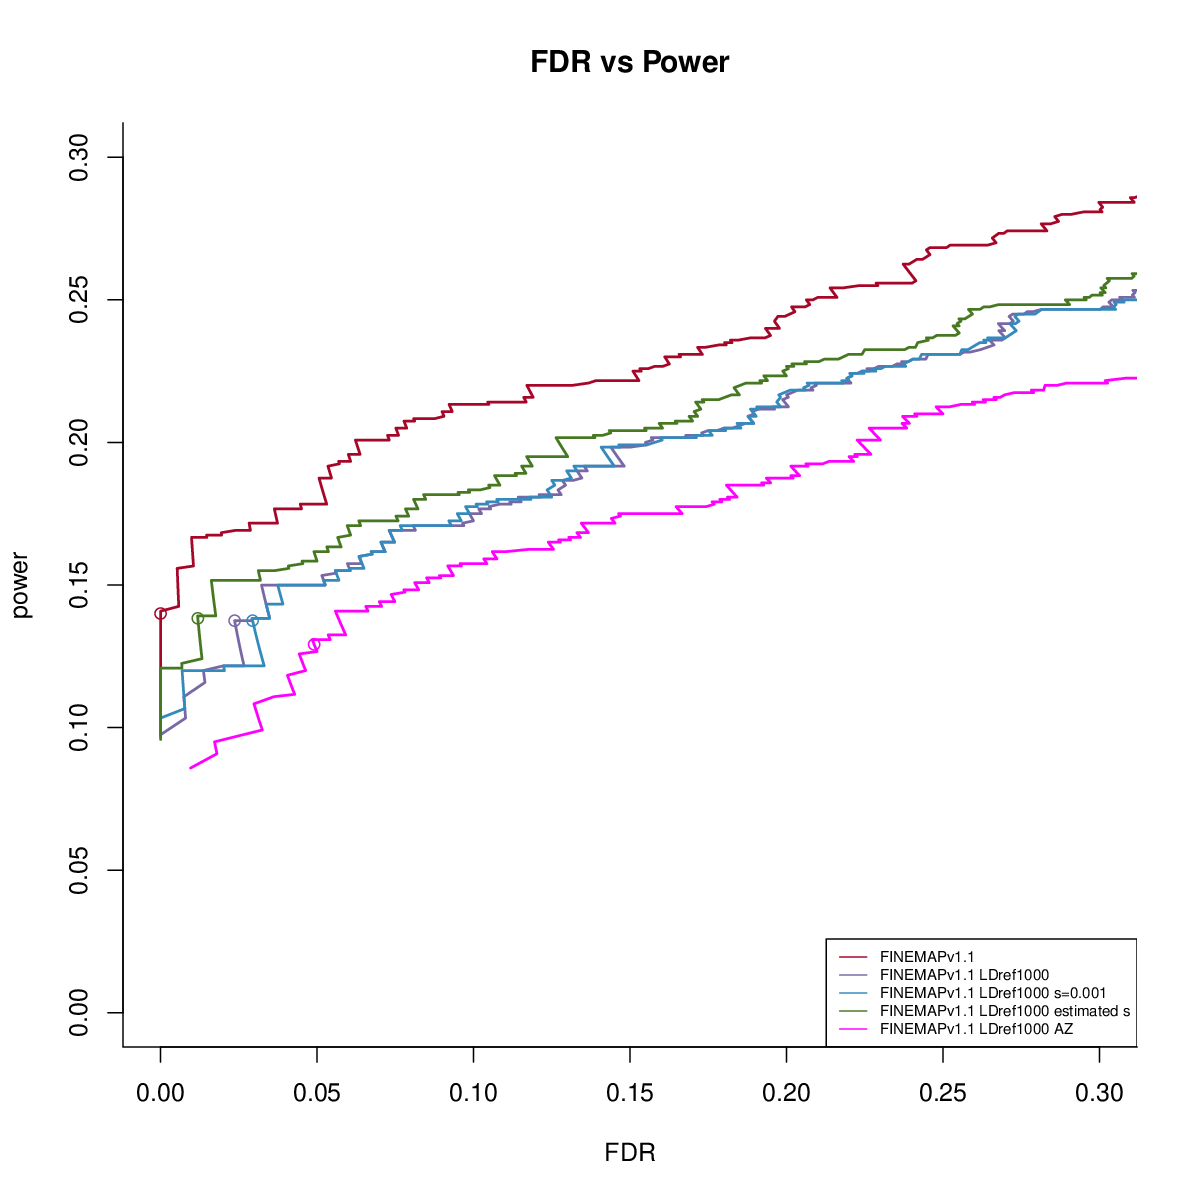 FDR vs Power
power
0.30
0.25
0.20
0.15
0.10
0.05
0.00
FINEMAPv1.1
FINEMAPv1.1 LDref1000
FINEMAPv1.1 LDref1000 s=0.001
FINEMAPv1.1 LDref1000 estimated s
FINEMAPv1.1 LDref1000 AZ
0.00 0.05 0.10 0.15 0.20 0.25 0.30
FDR